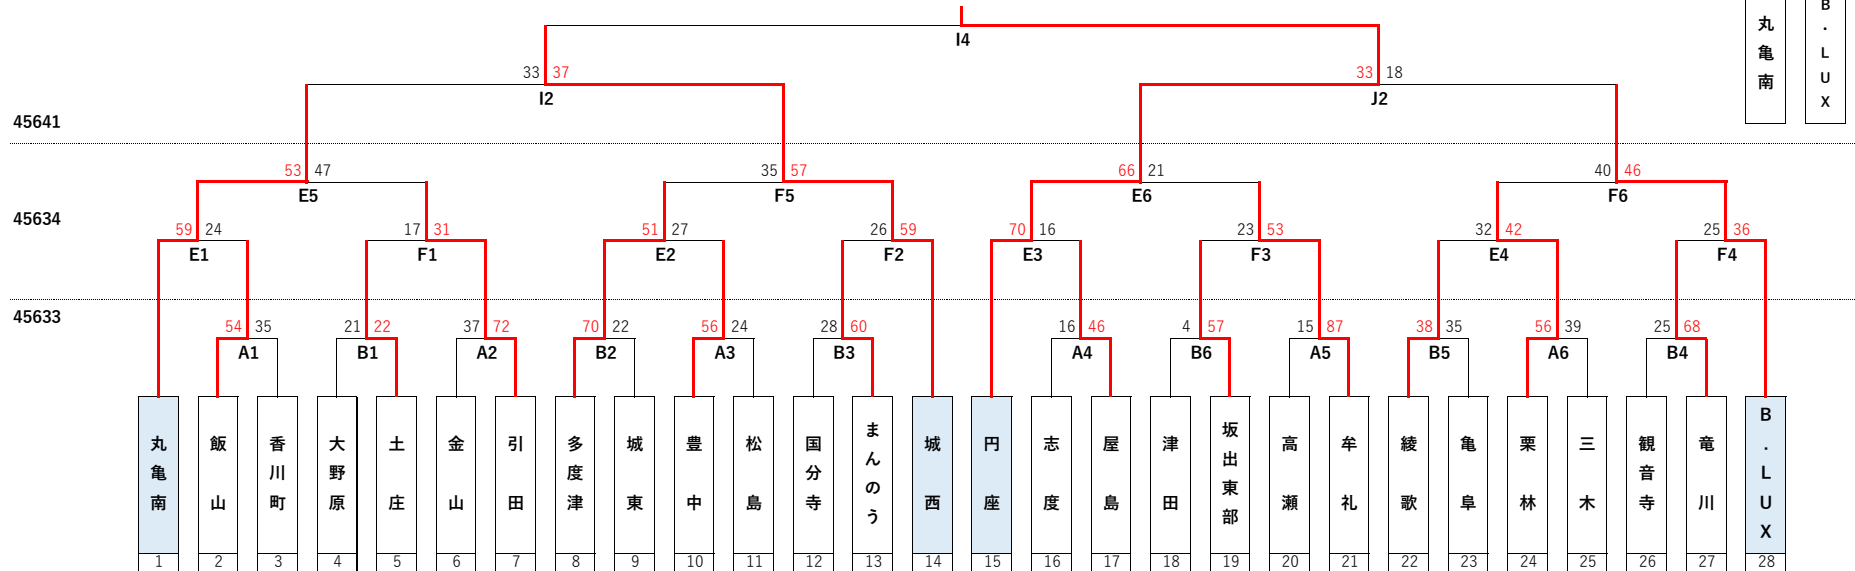 丸亀南
B.LUX
I4
33 37
33 18
I2
J2
45641
53 47
35 57
66 21
40 46
E5
F5
E6
F6
45634
59 24
17 31
51 27
26 59
70 16
23 53
32 42
25 36
E1
F1
E2
F2
E3
F3
E4
F4
45633
54 35
21 22
37 72
70 22
56 24
28 60
16 46
4 57
15 87
38 35
56 39
25 68
A1
B1
A2
B2
A3
B3
A4
B6
A5
B5
A6
B4
丸亀南
飯山
香川町
大野原
土庄
金山
引田
多度津
城東
豊中
松島
国分寺
まんのう
城西
円座
志度
屋島
津田
坂出東部
高瀬
牟礼
綾歌
亀阜
栗林
三木
観音寺
竜川
B.LUX
1 2 3 4 5 6 7 8 9 10 11 12 13 14 15 16 17 18 19 20 21 22 23 24 25 26 27 28